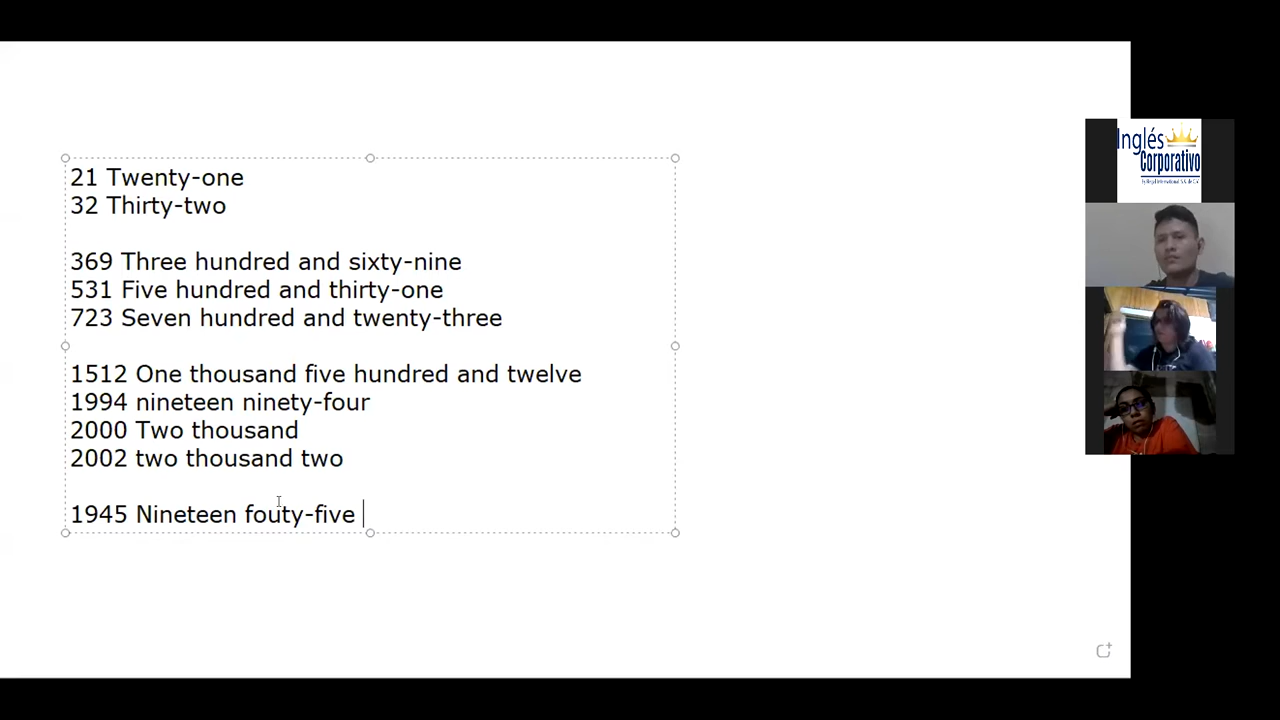 21 Twenty-one
32 Thirty-two
369 Three hundred and sixty-nine
531 Five hundred and thirty-one
723 Seven hundred and twenty-three
1512 One thousand five hundred and twelve
1994 nineteen ninety-four
2000 Two thousand
2002 two thousand two
1945 Nineteen fouty-five
Inglés
Corporativo